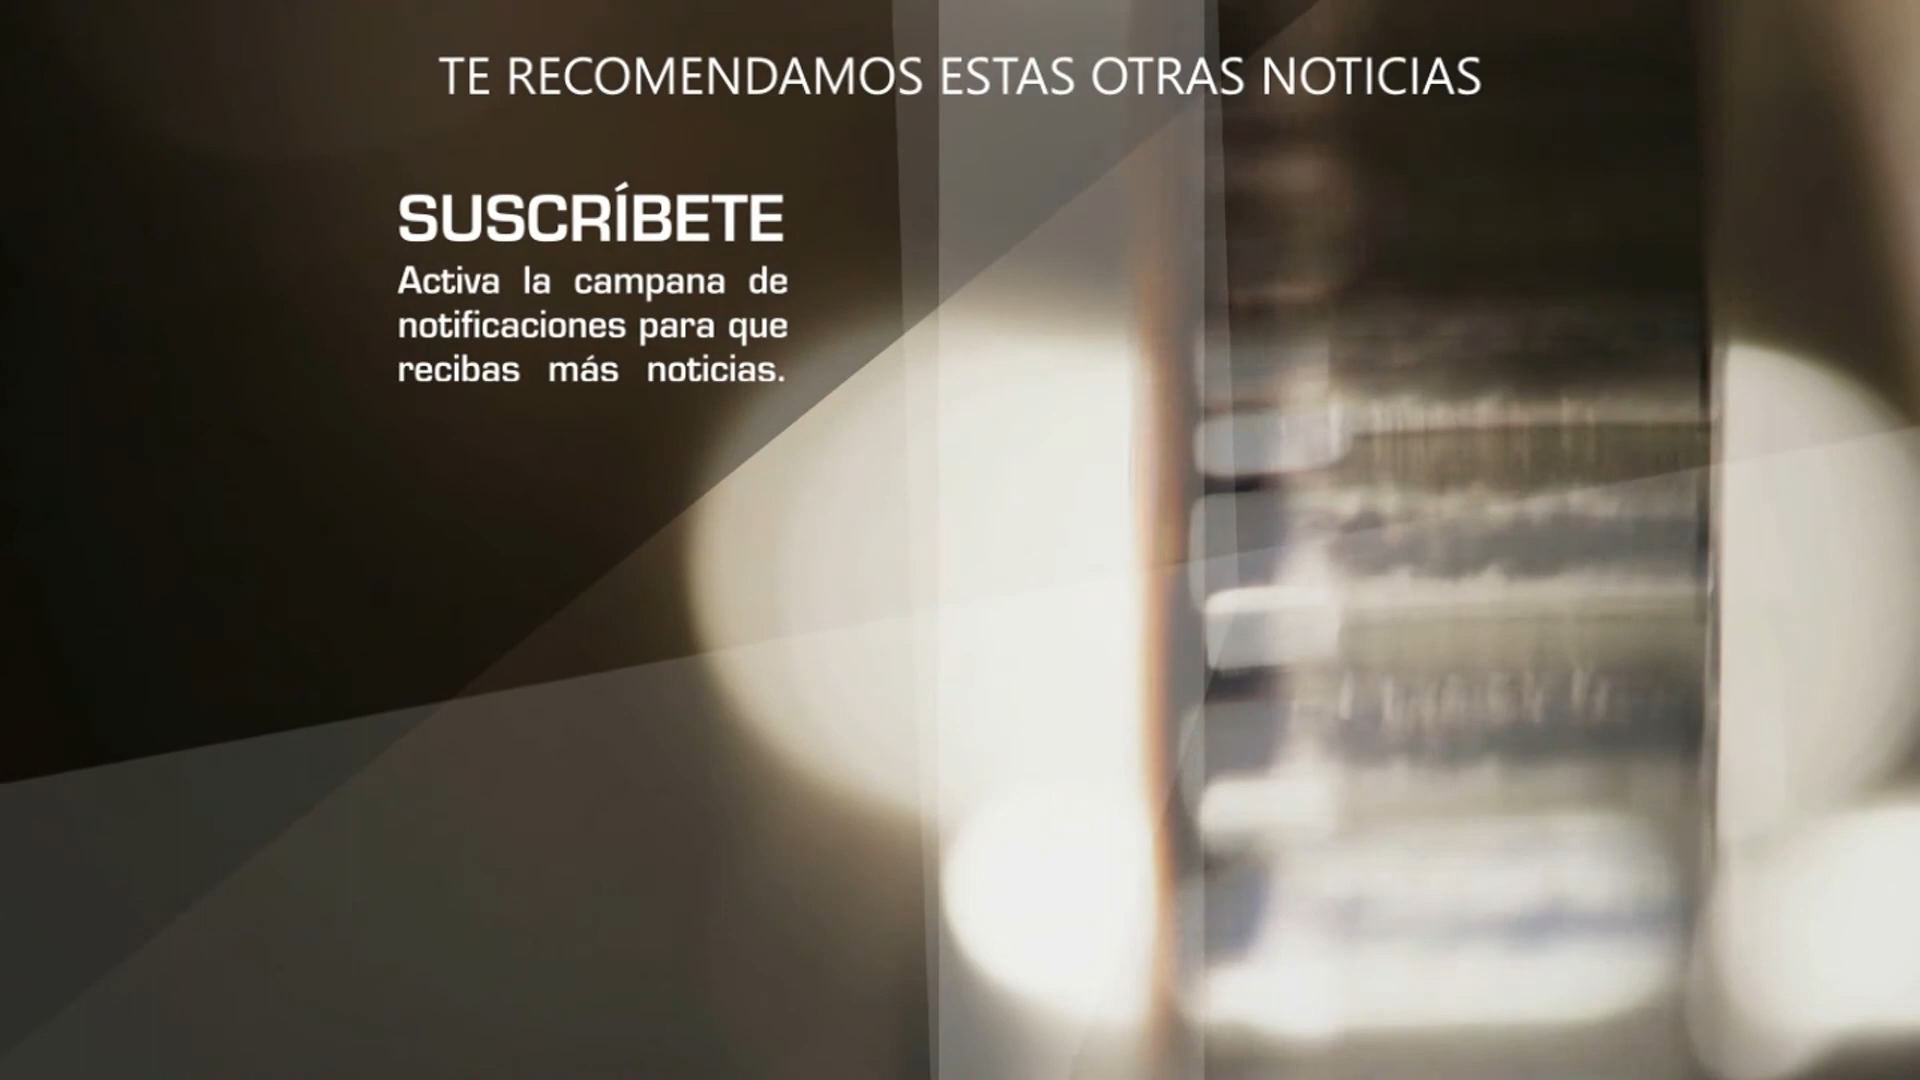 TE RECOMENDAMOS ESTAS OTRAS NOTICIAS
SUSCRÍBETE
Activa la campana de
notificaciones para que
recibas más noticias.